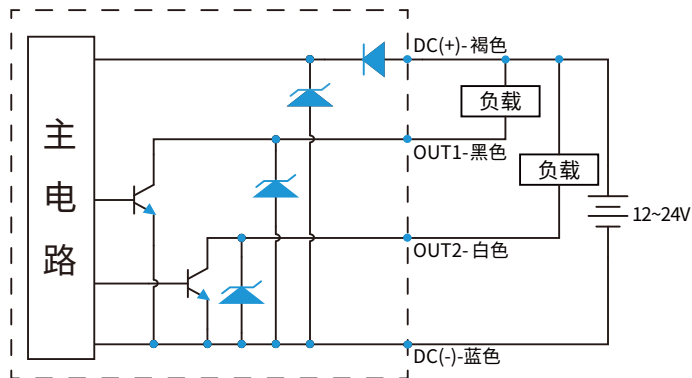 DC(+)-褐色
负载
主电路
OUT1-黑色
负载
12~24V
OUT2-白色
DC(-)-蓝色